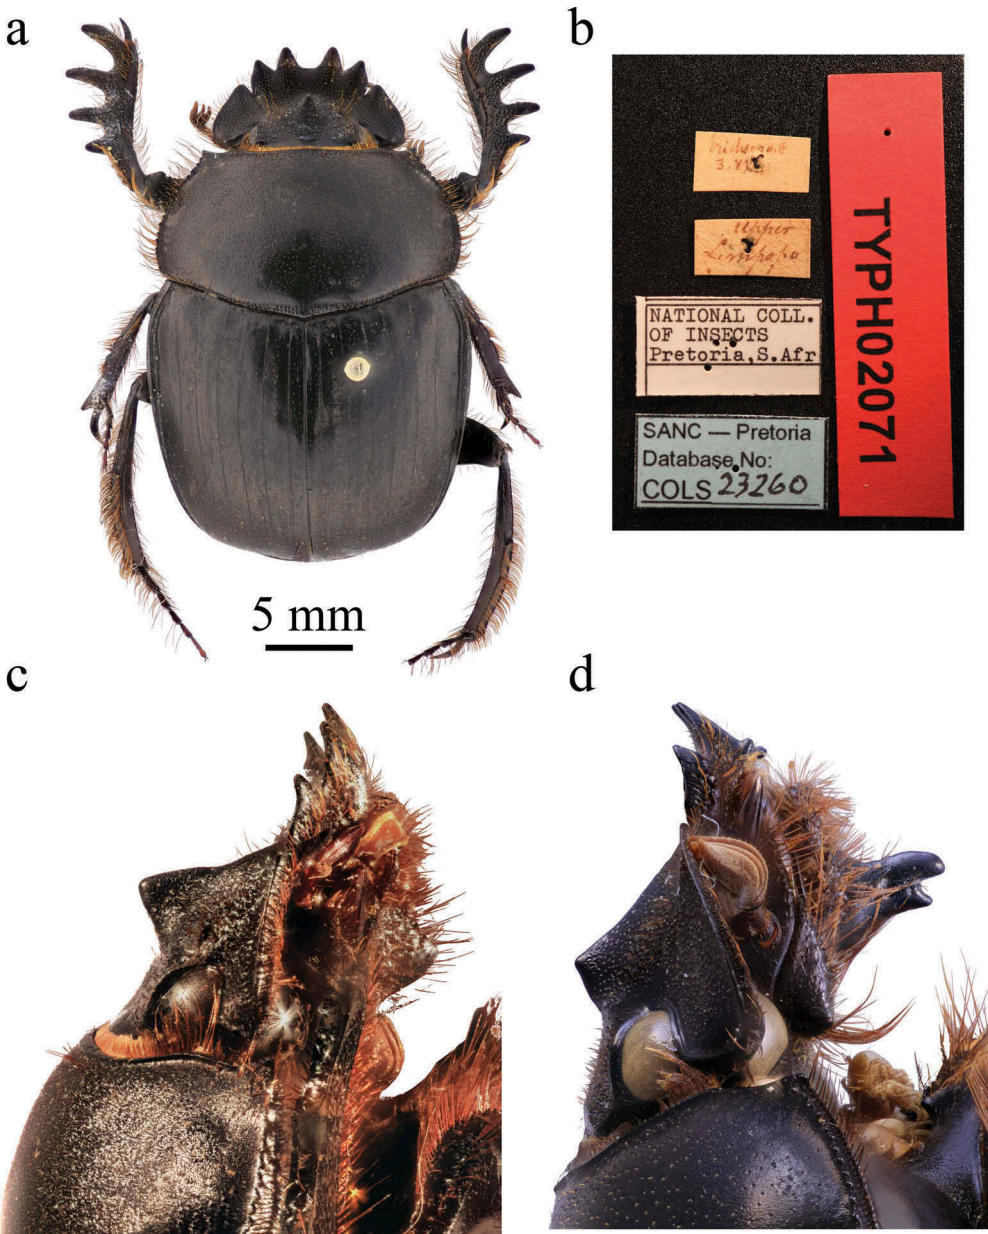 a
b
3.
Upper
Limpopo
NATIONAL COLL.
OF INSECTS
Pretoria, S.Afr
SANC — Pretoria
Database No:
COLS 23260
TYPH02071
5 mm
c
d